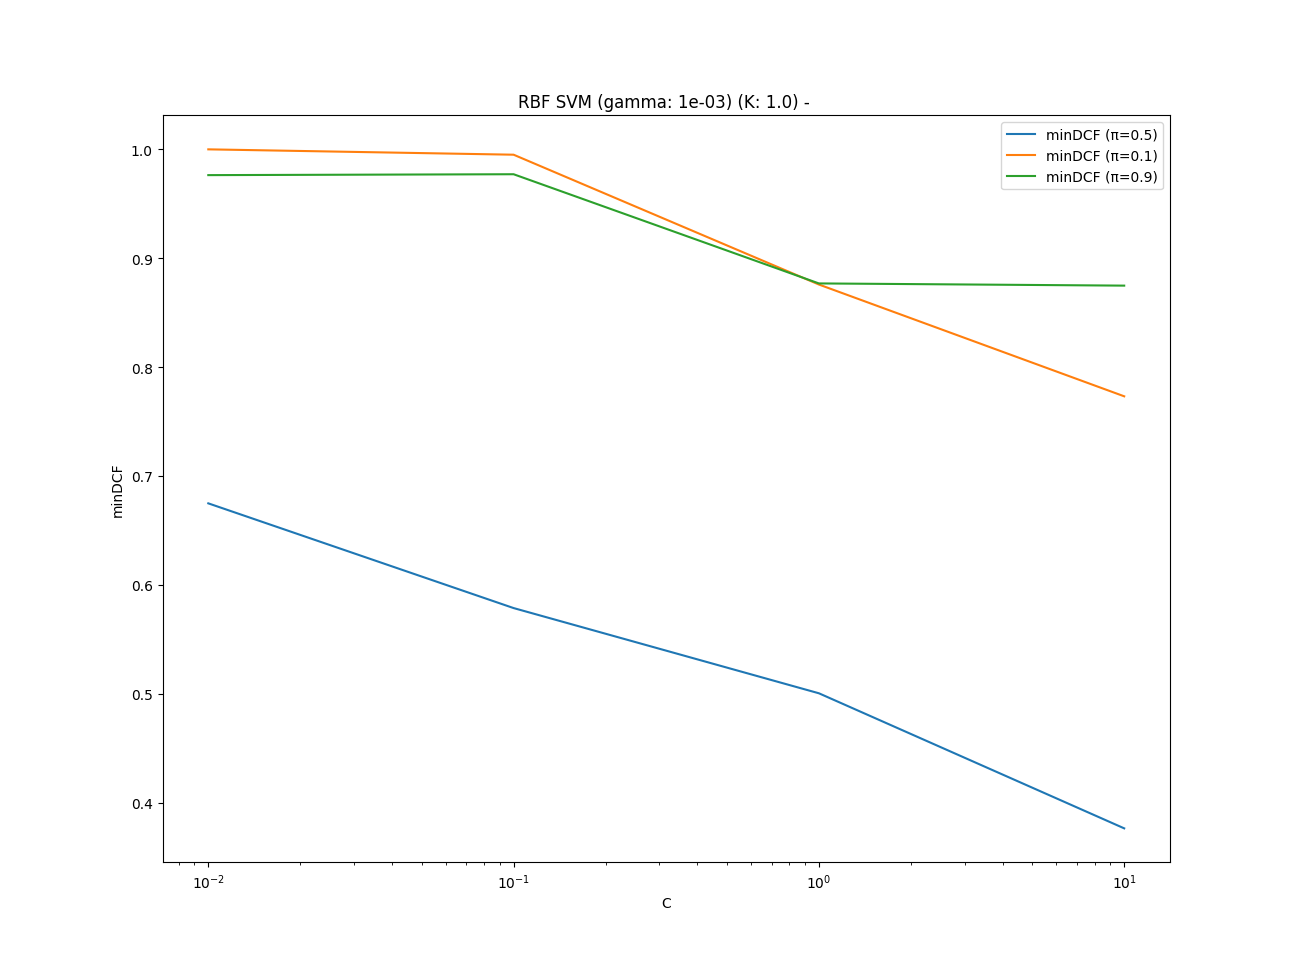 RBF SVM (gamma: 1e-03) (K: 1.0) -
minDCF (π=0.5)
minDCF (π=0.1)
minDCF (π=0.9)
1.0
0.9
0.8
0.7
0.6
0.5
0.4
minDCF
10⁻²
10⁻¹
10⁰
10¹
C